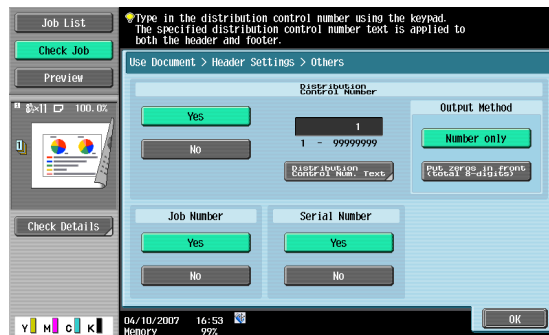 Job List
Check Job
Preview
8½×11 100.0%
Check Details
Y M C K
Type in the distribution control number using the keypad.
The specified distribution control number text is applied to
both the header and footer.
Use Document > Header Settings > Others
Distribution
Control Number
Yes
No
1
1 - 99999999
Distribution
Control Num. Text
Output Method
Number only
Put zeros in front
(total 8-digits)
Job Number
Yes
No
Serial Number
Yes
No
04/10/2007 16:53
Memory 99%
OK